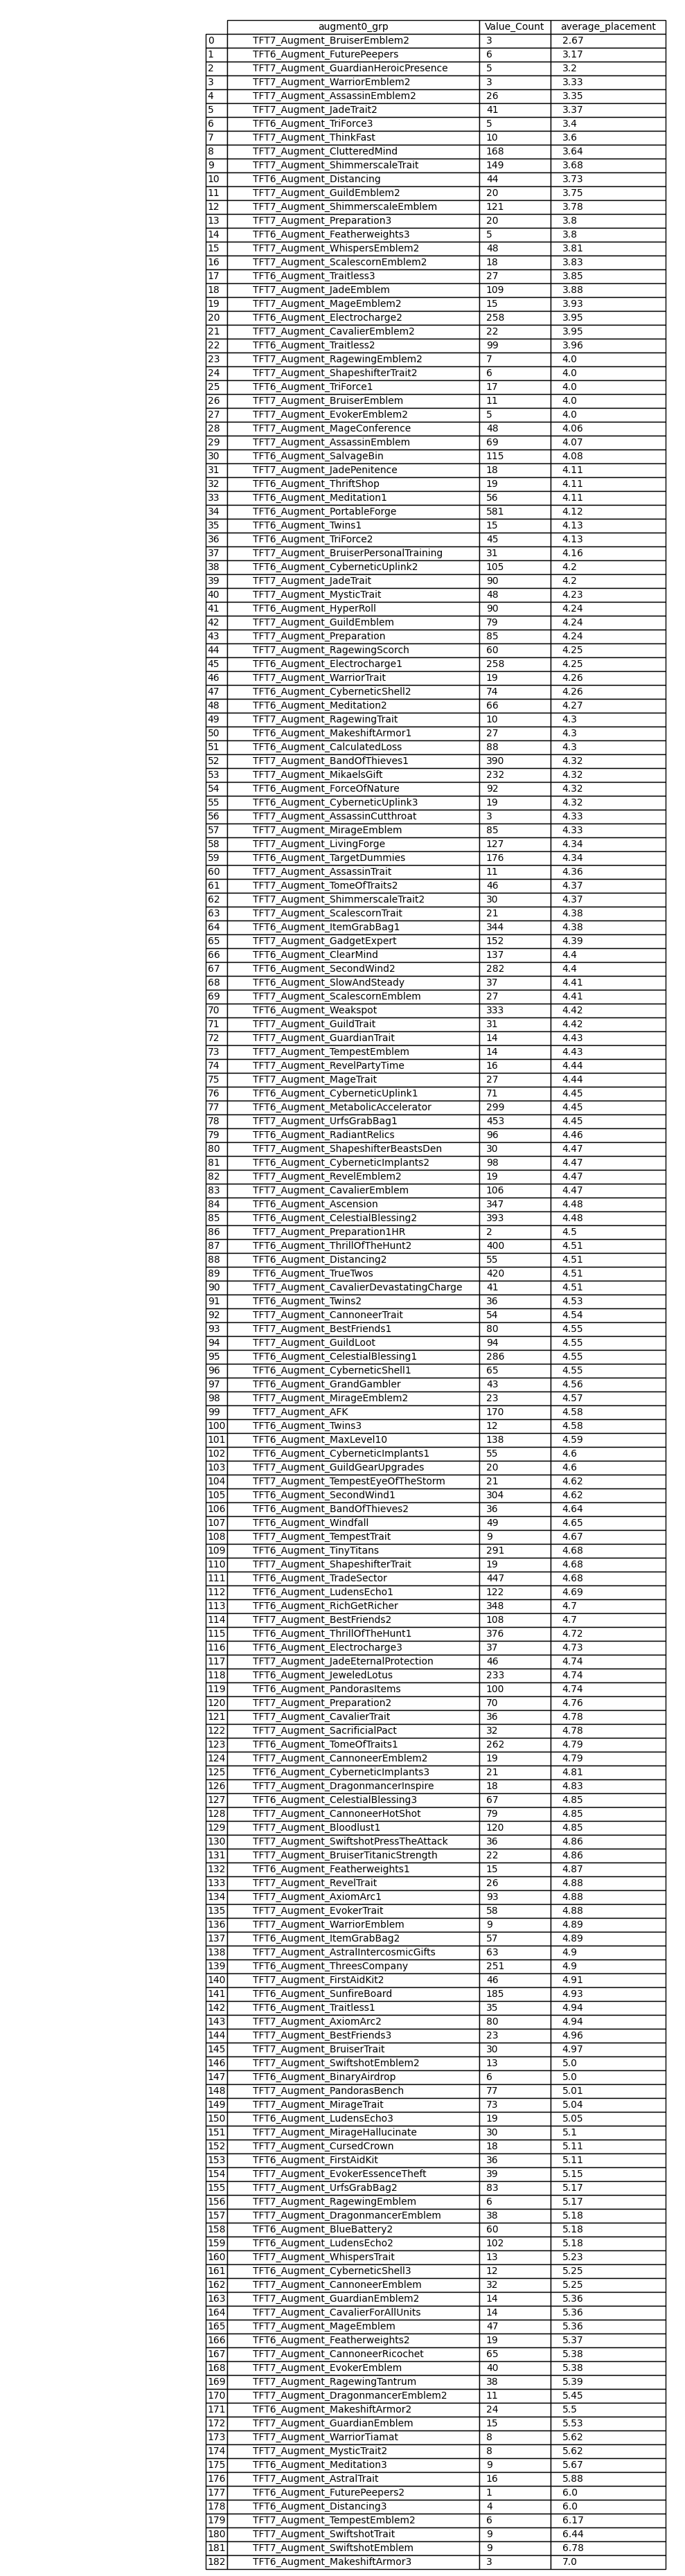 augment0_grp Value_Count average_placement
0 TFT7_Augment_BruiserEmblem2 3 2.67
1 TFT6_Augment_FuturePeepers 6 3.17
2 TFT7_Augment_GuardianHeroicPresence 5 3.2
3 TFT7_Augment_WarriorEmblem2 3 3.33
4 TFT7_Augment_AssassinEmblem2 26 3.35
5 TFT7_Augment_JadeTrait2 41 3.37
6 TFT6_Augment_TriForce3 5 3.4
7 TFT7_Augment_ThinkFast 10 3.6
8 TFT7_Augment_ClutteredMind 168 3.64
9 TFT7_Augment_ShimmerscaleTrait 149 3.68
10 TFT6_Augment_Distancing 44 3.73
11 TFT7_Augment_GuildEmblem2 20 3.75
12 TFT7_Augment_ShimmerscaleEmblem 121 3.78
13 TFT7_Augment_Preparation3 20 3.8
14 TFT6_Augment_Featherweights3 5 3.8
15 TFT7_Augment_WhispersEmblem2 48 3.81
16 TFT7_Augment_ScalescornEmblem2 18 3.83
17 TFT6_Augment_Traitless3 27 3.85
18 TFT7_Augment_JadeEmblem 109 3.88
19 TFT7_Augment_MageEmblem2 15 3.93
20 TFT6_Augment_Electrocharge2 258 3.95
21 TFT7_Augment_CavalierEmblem2 22 3.95
22 TFT6_Augment_Traitless2 99 3.96
23 TFT7_Augment_RagewingEmblem2 7 4.0
24 TFT7_Augment_ShapeshifterTrait2 6 4.0
25 TFT6_Augment_TriForce1 17 4.0
26 TFT7_Augment_BruiserEmblem 11 4.0
27 TFT7_Augment_EvokerEmblem2 5 4.0
28 TFT7_Augment_MageConference 48 4.06
29 TFT7_Augment_AssassinEmblem 69 4.07
30 TFT6_Augment_SalvageBin 115 4.08
31 TFT7_Augment_JadePenitence 18 4.11
32 TFT6_Augment_ThriftShop 19 4.11
33 TFT6_Augment_Meditation1 56 4.11
34 TFT6_Augment_PortableForge 581 4.12
35 TFT6_Augment_Twins1 15 4.13
36 TFT6_Augment_TriForce2 45 4.13
37 TFT7_Augment_BruiserPersonalTraining 31 4.16
38 TFT6_Augment_CyberneticUplink2 105 4.2
39 TFT7_Augment_JadeTrait 90 4.2
40 TFT7_Augment_MysticTrait 48 4.23
41 TFT6_Augment_HyperRoll 90 4.24
42 TFT7_Augment_GuildEmblem 79 4.24
43 TFT7_Augment_Preparation 85 4.24
44 TFT7_Augment_RagewingScorch 60 4.25
45 TFT6_Augment_Electrocharge1 258 4.25
46 TFT7_Augment_WarriorTrait 19 4.26
47 TFT6_Augment_CyberneticShell2 74 4.26
48 TFT6_Augment_Meditation2 66 4.27
49 TFT7_Augment_RagewingTrait 10 4.3
50 TFT6_Augment_MakeshiftArmor1 27 4.3
51 TFT6_Augment_CalculatedLoss 88 4.3
52 TFT7_Augment_BandOfThieves1 390 4.32
53 TFT7_Augment_MikaelsGift 232 4.32
54 TFT6_Augment_ForceOfNature 92 4.32
55 TFT6_Augment_CyberneticUplink3 19 4.32
56 TFT7_Augment_AssassinCutthroat 3 4.33
57 TFT7_Augment_MirageEmblem 85 4.33
58 TFT7_Augment_LivingForge 127 4.34
59 TFT6_Augment_TargetDummies 176 4.34
60 TFT7_Augment_AssassinTrait 11 4.36
61 TFT6_Augment_TomeOfTraits2 46 4.37
62 TFT7_Augment_ShimmerscaleTrait2 30 4.37
63 TFT7_Augment_ScalescornTrait 21 4.38
64 TFT6_Augment_ItemGrabBag1 344 4.38
65 TFT7_Augment_GadgetExpert 152 4.39
66 TFT6_Augment_ClearMind 137 4.4
67 TFT6_Augment_SecondWind2 282 4.4
68 TFT6_Augment_SlowAndSteady 37 4.41
69 TFT7_Augment_ScalescornEmblem 27 4.41
70 TFT6_Augment_Weakspot 333 4.42
71 TFT7_Augment_GuildTrait 31 4.42
72 TFT7_Augment_GuardianTrait 14 4.43
73 TFT7_Augment_TempestEmblem 14 4.43
74 TFT7_Augment_RevelPartyTime 16 4.44
75 TFT7_Augment_MageTrait 27 4.44
76 TFT6_Augment_CyberneticUplink1 71 4.45
77 TFT6_Augment_MetabolicAccelerator 299 4.45
78 TFT7_Augment_UrfsGrabBag1 453 4.45
79 TFT6_Augment_RadiantRelics 96 4.46
80 TFT7_Augment_ShapeshifterBeastsDen 30 4.47
81 TFT6_Augment_CyberneticImplants2 98 4.47
82 TFT7_Augment_RevelEmblem2 19 4.47
83 TFT7_Augment_CavalierEmblem 106 4.47
84 TFT6_Augment_Ascension 347 4.48
85 TFT6_Augment_CelestialBlessing2 393 4.48
86 TFT7_Augment_Preparation1HR 2 4.5
87 TFT6_Augment_ThrillOfTheHunt2 400 4.51
88 TFT6_Augment_Distancing2 55 4.51
89 TFT6_Augment_TrueTwos 420 4.51
90 TFT7_Augment_CavalierDevastatingCharge 41 4.51
91 TFT6_Augment_Twins2 36 4.53
92 TFT7_Augment_CannoneerTrait 54 4.54
93 TFT7_Augment_BestFriends1 80 4.55
94 TFT7_Augment_GuildLoot 94 4.55
95 TFT6_Augment_CelestialBlessing1 286 4.55
96 TFT6_Augment_CyberneticShell1 65 4.55
97 TFT6_Augment_GrandGambler 43 4.56
98 TFT7_Augment_MirageEmblem2 23 4.57
99 TFT7_Augment_AFK 170 4.58
100 TFT6_Augment_Twins3 12 4.58
101 TFT6_Augment_MaxLevel10 138 4.59
102 TFT6_Augment_CyberneticImplants1 55 4.6
103 TFT7_Augment_GuildGearUpgrades 20 4.6
104 TFT7_Augment_TempestEyeOfTheStorm 21 4.62
105 TFT6_Augment_SecondWind1 304 4.62
106 TFT6_Augment_BandOfThieves2 36 4.64
107 TFT6_Augment_Windfall 49 4.65
108 TFT7_Augment_TempestTrait 9 4.67
109 TFT6_Augment_TinyTitans 291 4.68
110 TFT7_Augment_ShapeshifterTrait 19 4.68
111 TFT6_Augment_TradeSector 447 4.68
112 TFT6_Augment_LudensEcho1 122 4.69
113 TFT6_Augment_RichGetRicher 348 4.7
114 TFT7_Augment_BestFriends2 108 4.7
115 TFT6_Augment_ThrillOfTheHunt1 376 4.72
116 TFT6_Augment_Electrocharge3 37 4.73
117 TFT7_Augment_JadeEternalProtection 46 4.74
118 TFT6_Augment_JeweledLotus 233 4.74
119 TFT6_Augment_PandorasItems 100 4.74
120 TFT7_Augment_Preparation2 70 4.76
121 TFT7_Augment_CavalierTrait 36 4.78
122 TFT7_Augment_SacrificialPact 32 4.78
123 TFT6_Augment_TomeOfTraits1 262 4.79
124 TFT7_Augment_CannoneerEmblem2 19 4.79
125 TFT6_Augment_CyberneticImplants3 21 4.81
126 TFT7_Augment_DragonmancerInspire 18 4.83
127 TFT6_Augment_CelestialBlessing3 67 4.85
128 TFT7_Augment_CannoneerHotShot 79 4.85
129 TFT7_Augment_Bloodlust1 120 4.85
130 TFT7_Augment_SwiftshotPressTheAttack 36 4.86
131 TFT7_Augment_BruiserTitanicStrength 22 4.86
132 TFT6_Augment_Featherweights1 15 4.87
133 TFT7_Augment_RevelTrait 26 4.88
134 TFT7_Augment_AxiomArc1 93 4.88
135 TFT7_Augment_EvokerTrait 58 4.88
136 TFT7_Augment_WarriorEmblem 9 4.89
137 TFT6_Augment_ItemGrabBag2 57 4.89
138 TFT7_Augment_AstralIntercosmicGifts 63 4.9
139 TFT6_Augment_ThreesCompany 251 4.9
140 TFT7_Augment_FirstAidKit2 46 4.91
141 TFT6_Augment_SunfireBoard 185 4.93
142 TFT6_Augment_Traitless1 35 4.94
143 TFT7_Augment_AxiomArc2 80 4.94
144 TFT7_Augment_BestFriends3 23 4.96
145 TFT7_Augment_BruiserTrait 30 4.97
146 TFT7_Augment_SwiftshotEmblem2 13 5.0
147 TFT6_Augment_BinaryAirdrop 6 5.0
148 TFT7_Augment_PandorasBench 77 5.01
149 TFT7_Augment_MirageTrait 73 5.04
150 TFT6_Augment_LudensEcho3 19 5.05
151 TFT7_Augment_MirageHallucinate 30 5.1
152 TFT7_Augment_CursedCrown 18 5.11
153 TFT6_Augment_FirstAidKit 36 5.11
154 TFT7_Augment_EvokerEssenceTheft 39 5.15
155 TFT7_Augment_UrfsGrabBag2 83 5.17
156 TFT7_Augment_RagewingEmblem 6 5.17
157 TFT7_Augment_DragonmancerEmblem 38 5.18
158 TFT6_Augment_BlueBattery2 60 5.18
159 TFT6_Augment_LudensEcho2 102 5.18
160 TFT7_Augment_WhispersTrait 13 5.23
161 TFT6_Augment_CyberneticShell3 12 5.25
162 TFT7_Augment_CannoneerEmblem 32 5.25
163 TFT7_Augment_GuardianEmblem2 14 5.36
164 TFT7_Augment_CavalierForAllUnits 14 5.36
165 TFT7_Augment_MageEmblem 47 5.36
166 TFT6_Augment_Featherweights2 19 5.37
167 TFT7_Augment_CannoneerRicochet 65 5.38
168 TFT7_Augment_EvokerEmblem 40 5.38
169 TFT7_Augment_RagewingTantrum 38 5.39
170 TFT7_Augment_DragonmancerEmblem2 11 5.45
171 TFT6_Augment_MakeshiftArmor2 24 5.5
172 TFT7_Augment_GuardianEmblem 15 5.53
173 TFT7_Augment_WarriorTiamat 8 5.62
174 TFT7_Augment_MysticTrait2 8 5.62
175 TFT6_Augment_Meditation3 9 5.67
176 TFT7_Augment_AstralTrait 16 5.88
177 TFT6_Augment_FuturePeepers2 1 6.0
178 TFT6_Augment_Distancing3 4 6.0
179 TFT7_Augment_TempestEmblem2 6 6.17
180 TFT7_Augment_SwiftshotTrait 9 6.44
181 TFT7_Augment_SwiftshotEmblem 9 6.78
182 TFT6_Augment_MakeshiftArmor3 3 7.0